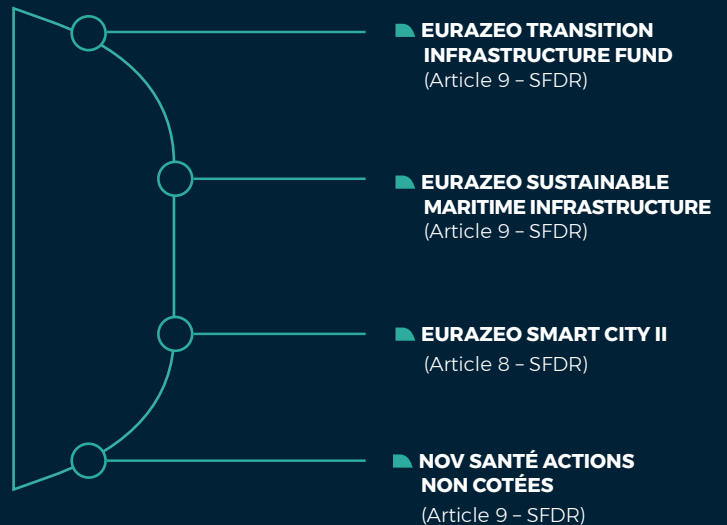 EURAZEO TRANSITION
INFRASTRUCTURE FUND
(Article 9 – SFDR)
EURAZEO SUSTAINABLE
MARITIME INFRASTRUCTURE
(Article 9 – SFDR)
EURAZEO SMART CITY II
(Article 8 – SFDR)
NOV SANTÉ ACTIONS
NON COTÉES
(Article 9 – SFDR)